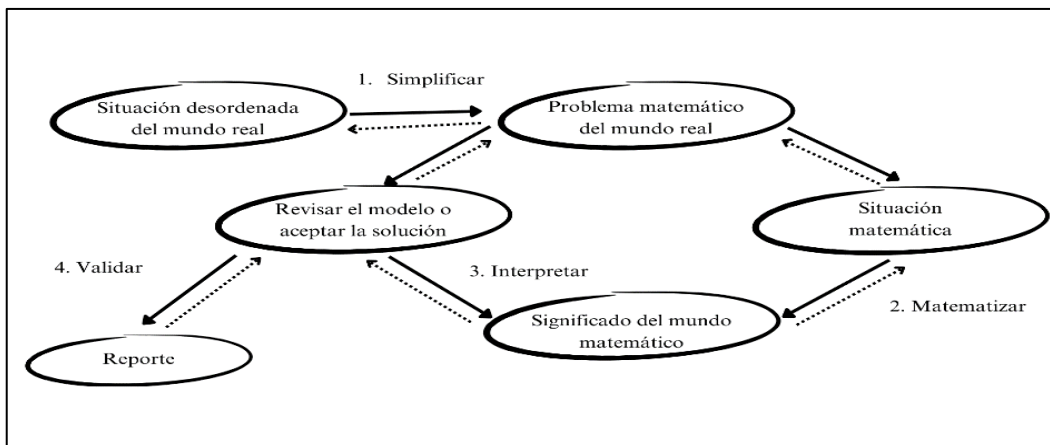 1. Simplificar
Situación desordenada
del mundo real
Problema matemático
del mundo real
Revisar el modelo o
aceptar la solución
Situación
matemática
4. Validar
3. Interpretar
2. Matematizar
Significado del mundo
matemático
Reporte